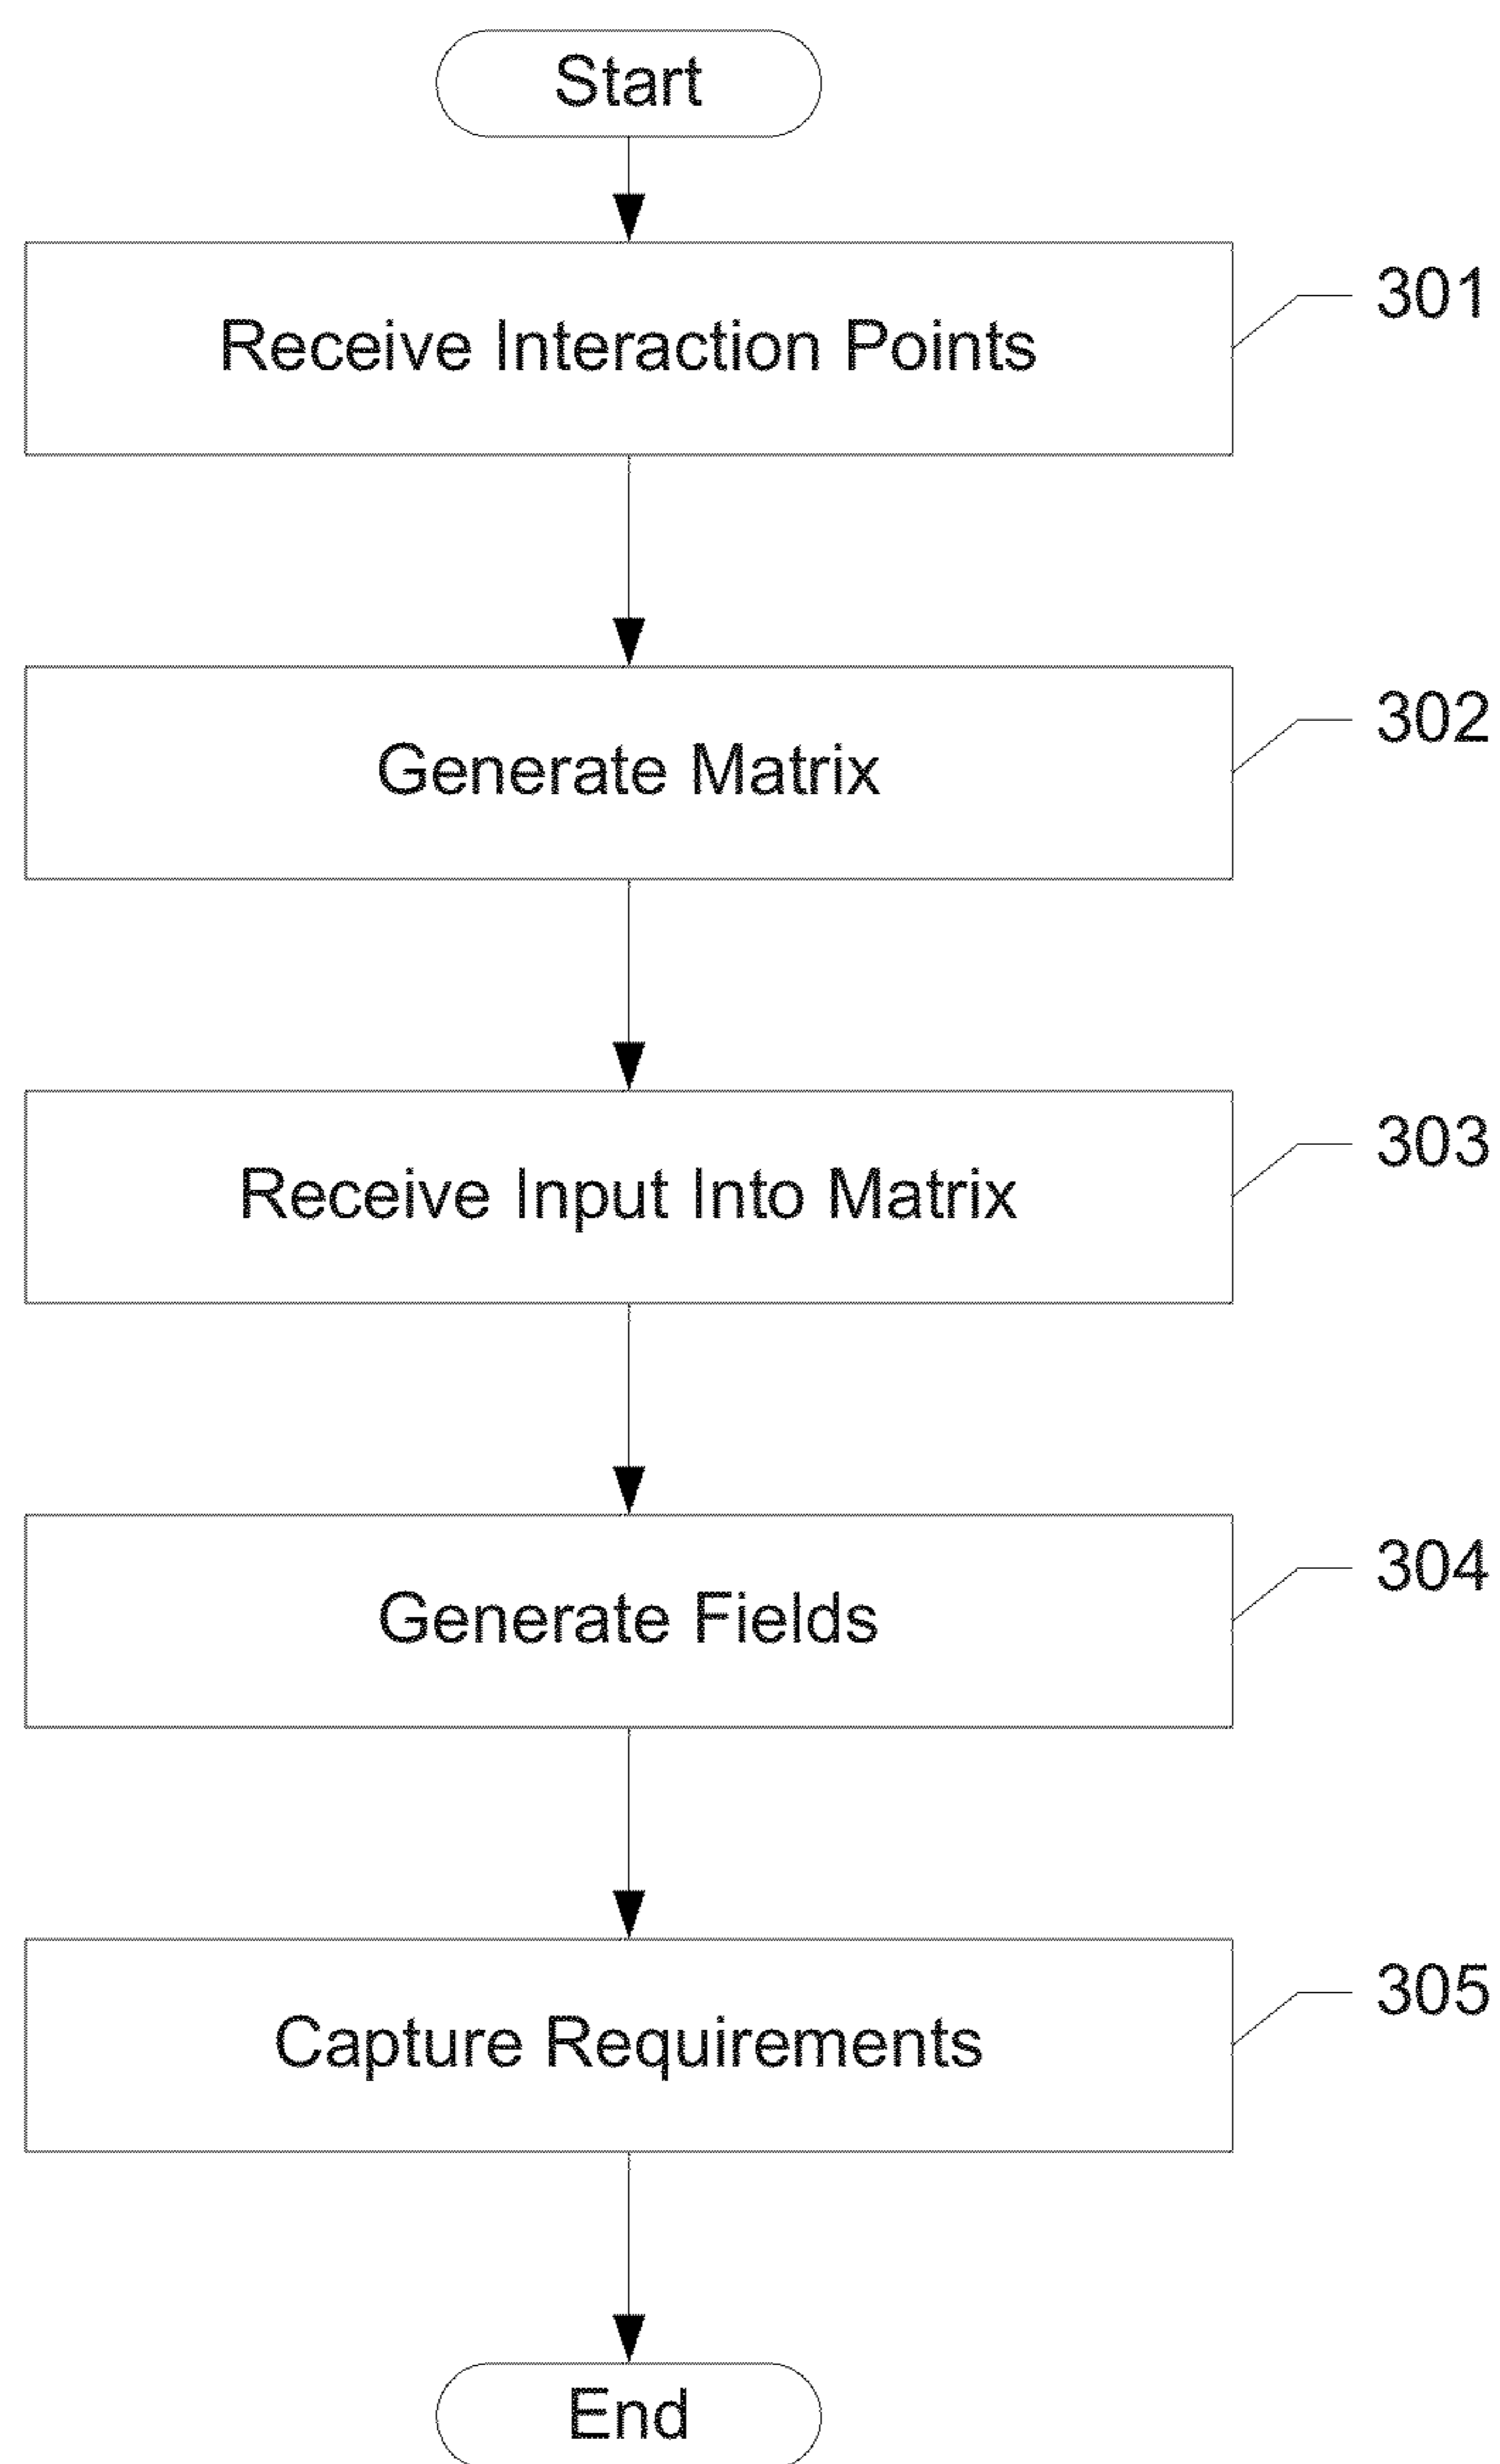 Start
Receive Interaction Points
301
Generate Matrix
302
Receive Input Into Matrix
303
Generate Fields
304
Capture Requirements
305
End